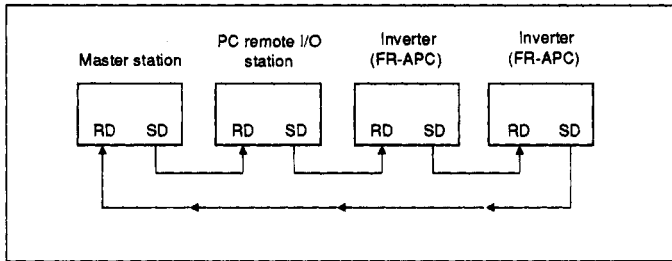 Master station
PC remote I/O
station
Inverter
(FR-APC)
Inverter
(FR-APC)
RD SD
RD SD
RD SD
RD SD